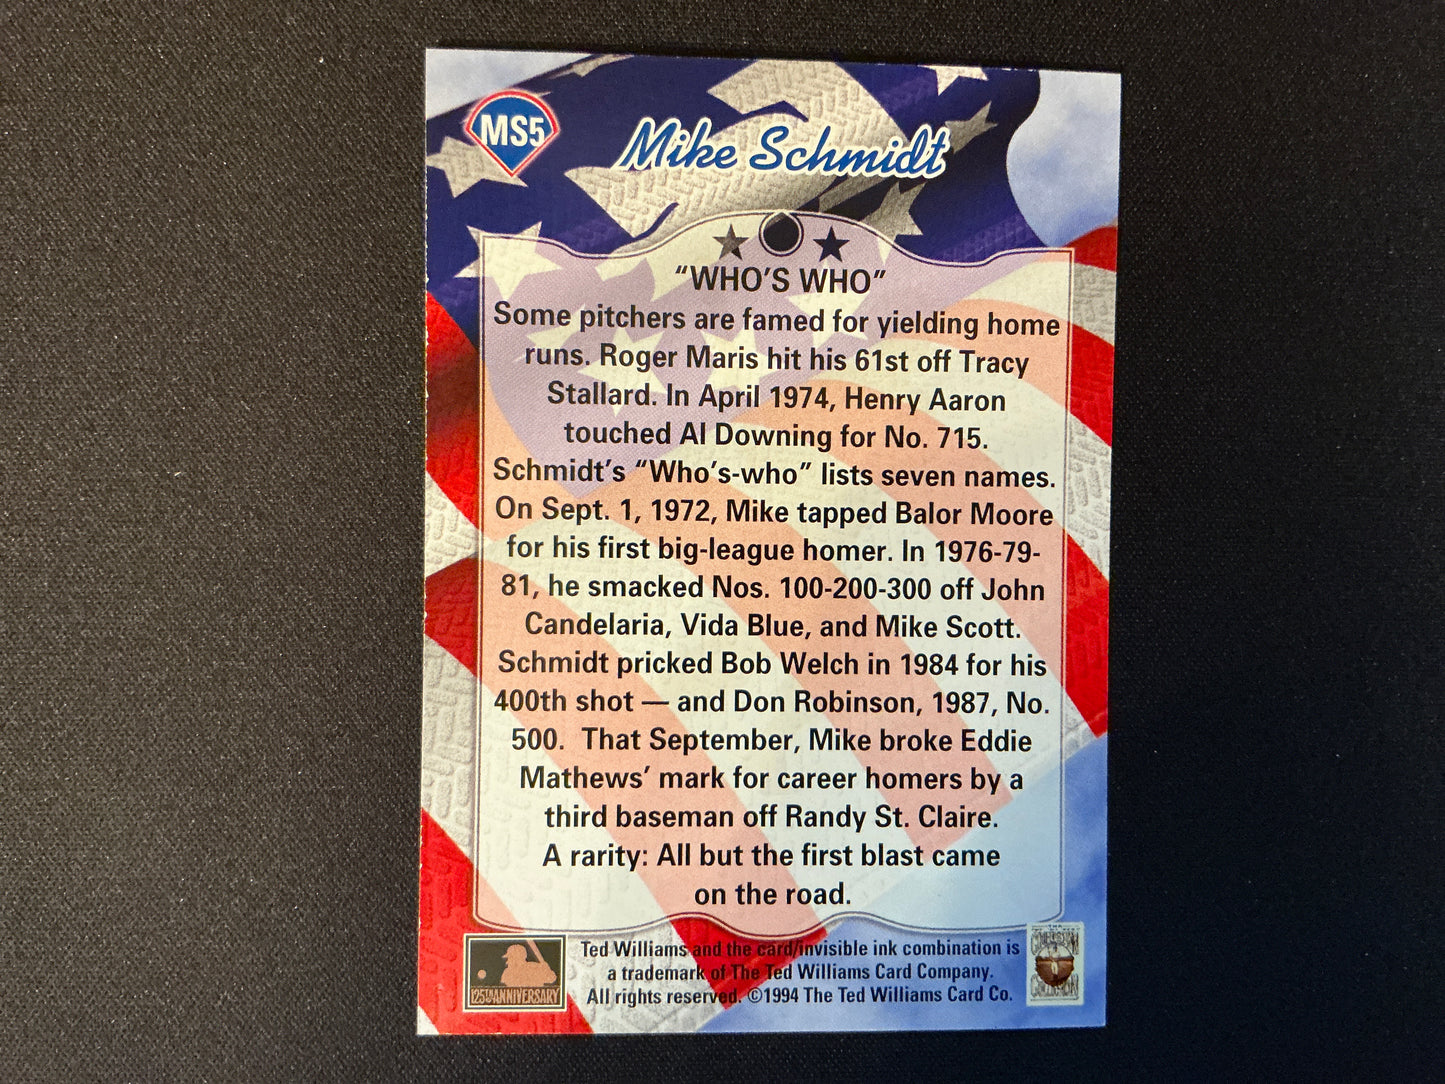 MS5
Mike Schmidt
“WHO’S WHO”
Some pitchers are famed for yielding home
runs. Roger Maris hit his 61st off Tracy
Stallard. In April 1974, Henry Aaron
touched Al Downing for No. 715.
Schmidt’s “Who’s-who” lists seven names.
On Sept. 1, 1972, Mike tapped Balor Moore
for his first big-league homer. In 1976-79-
81, he smacked Nos. 100-200-300 off John
Candelaria, Vida Blue, and Mike Scott.
Schmidt pricked Bob Welch in 1984 for his
400th shot — and Don Robinson, 1987, No.
500. That September, Mike broke Eddie
Mathews’ mark for career homers by a
third baseman off Randy St. Claire.
A rarity: All but the first blast came
on the road.
Ted Williams and the card/invisible ink combination is
a trademark of The Ted Williams Card Company.
All rights reserved. ©1994 The Ted Williams Card Co.
125TH ANNIVERSARY